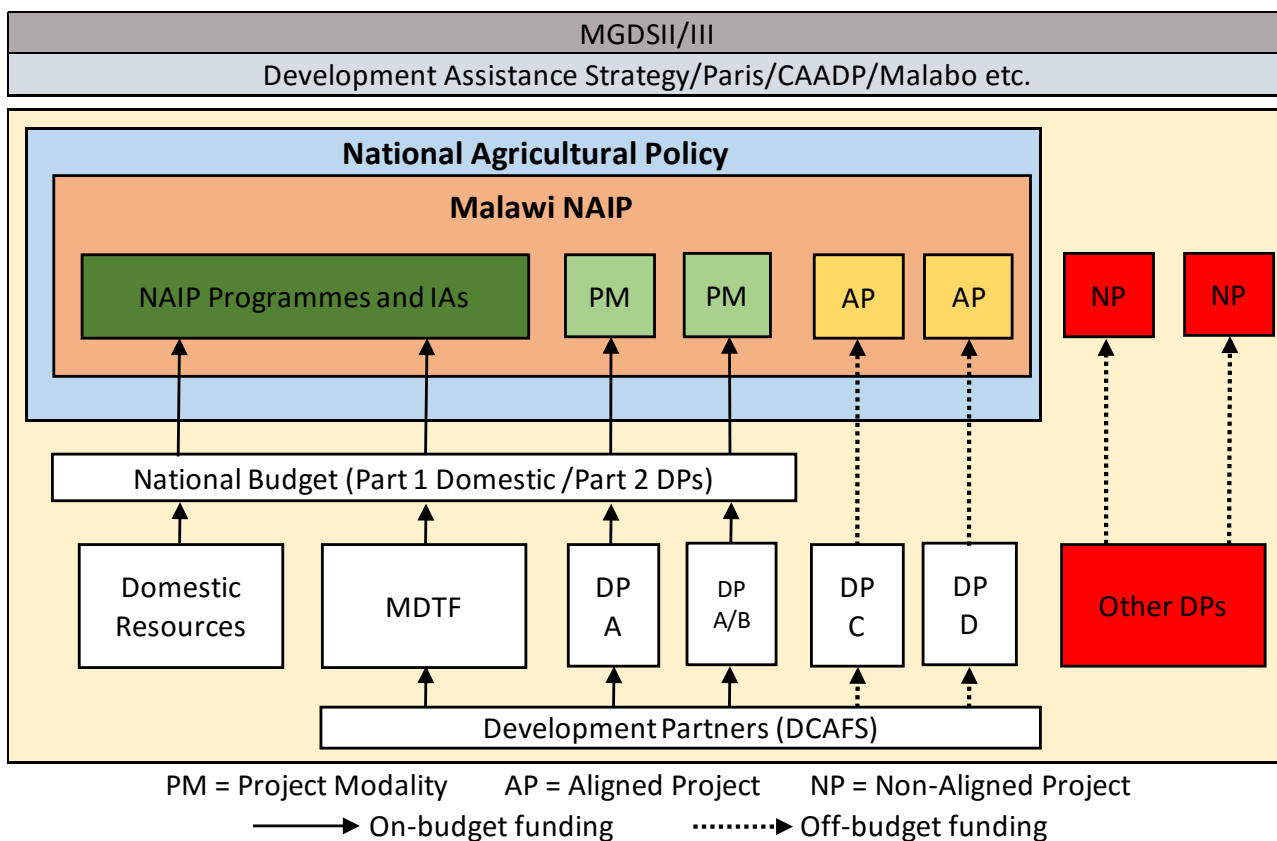 MGDSII/III
Development Assistance Strategy/Paris/CAADP/Malabo etc.
National Agricultural Policy
Malawi NAIP
NAIP Programmes and IAs
PM
PM
AP
AP
NP
NP
National Budget (Part 1 Domestic /Part 2 DPs)
Domestic
Resources
MDTF
DP
A
DP
A/B
DP
C
DP
D
Other DPs
Development Partners (DCAFS)
PM = Project Modality AP = Aligned Project NP = Non-Aligned Project
On-budget funding Off-budget funding